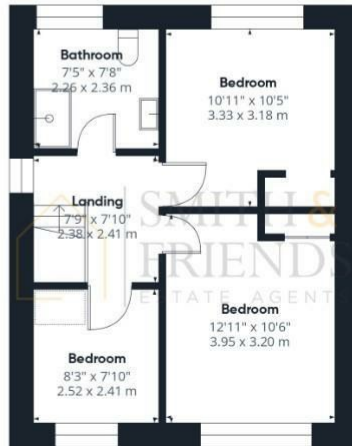 Bathroom
7'5" x 7'8"
2.26 x 2.36 m
Bedroom
10'11" x 10'5"
3.33 x 3.18 m
Landing
7'9" x 7'10"
2.38 x 2.41 m
SMITH &
FRIENDS
ESTATE AGENTS
Bedroom
12'11" x 10'6"
3.95 x 3.20 m
Bedroom
8'3" x 7'10"
2.52 x 2.41 m